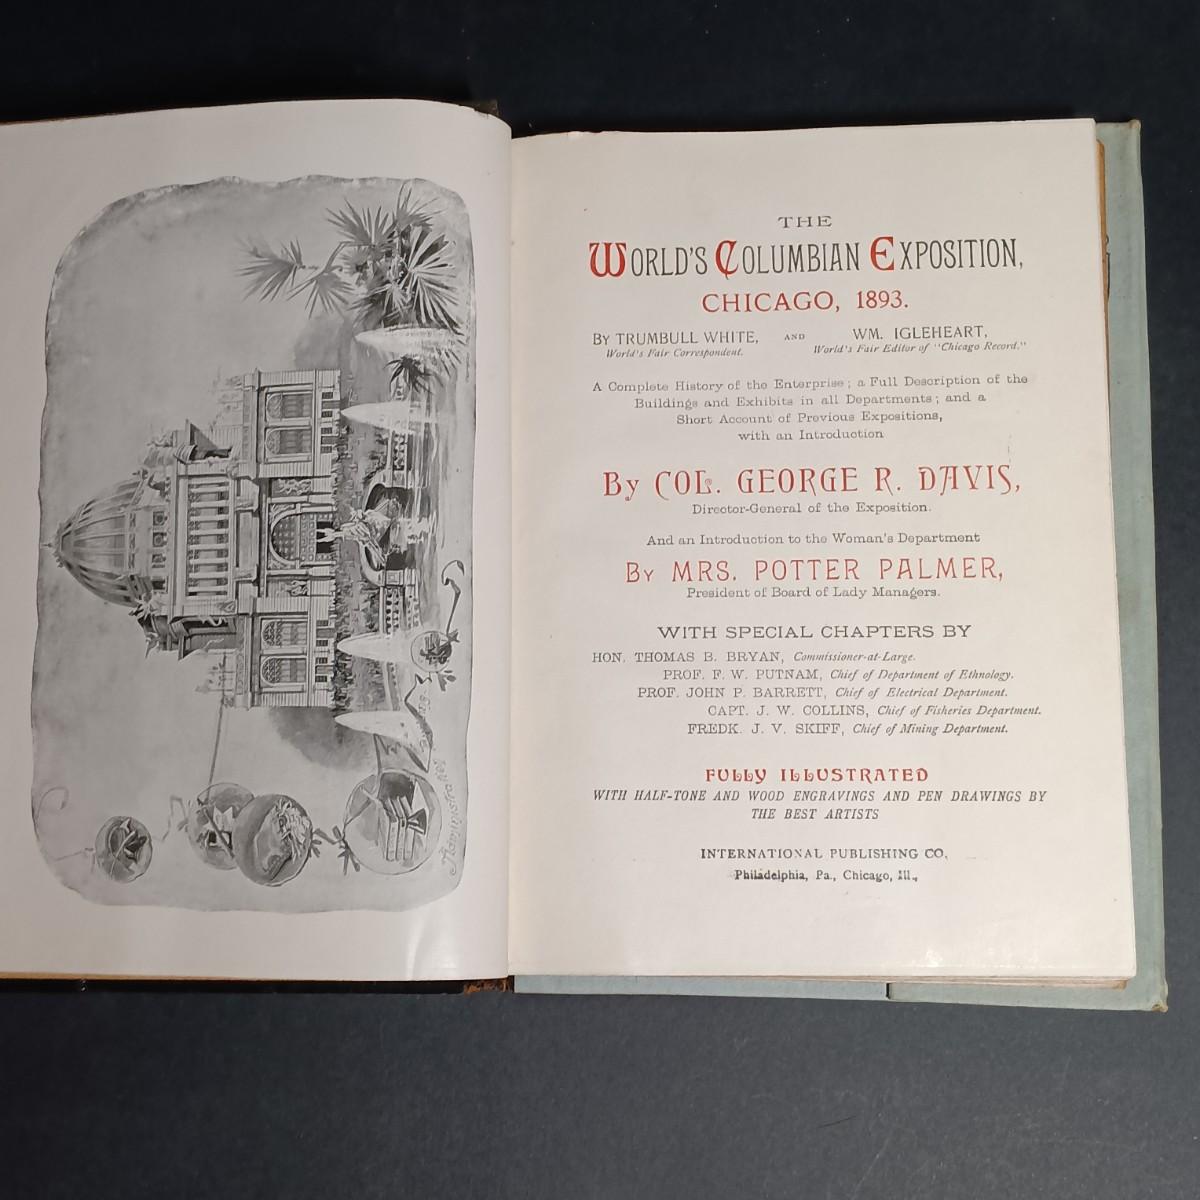 THE
WORLD'S COLUMBIAN EXPOSITION,
CHICAGO, 1893.
BY TRUMBULL WHITE, AND WM. IGLEHEART,
World's Fair Correspondent. World's Fair Editor of "Chicago Record."
A Complete History of the Enterprise; a Full Description of the
Buildings and Exhibits in all Departments; and a
Short Account of Previous Expositions,
with an Introduction
By COL. GEORGE R. DAVIS,
Director-General of the Exposition.
And an Introduction to the Woman's Department
BY MRS. POTTER PALMER,
President of Board of Lady Managers.
WITH SPECIAL CHAPTERS BY
HON. THOMAS B. BRYAN, Commissioner-at-Large.
PROF. F. W. PUTNAM, Chief of Department of Ethnology.
PROF. JOHN P. BARRETT, Chief of Electrical Department.
CAPT. J. W. COLLINS, Chief of Fisheries Department.
FREDK. J. V. SKIFF, Chief of Mining Department.
FULLY ILLUSTRATED
WITH HALF-TONE AND WOOD ENGRAVINGS AND PEN DRAWINGS BY
THE BEST ARTISTS
INTERNATIONAL PUBLISHING CO,
Philadelphia, Pa., Chicago, Ill.,